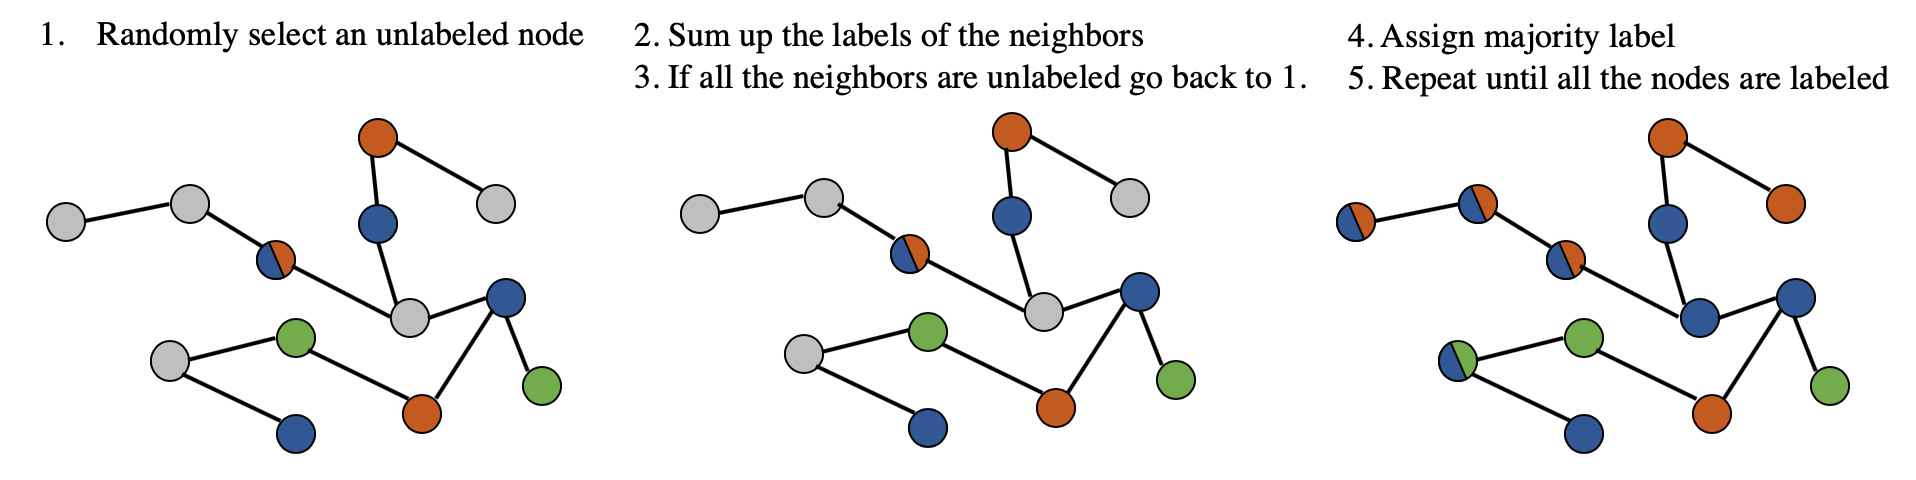 1. Randomly select an unlabeled node
2. Sum up the labels of the neighbors
3. If all the neighbors are unlabeled go back to 1.
4. Assign majority label
5. Repeat until all the nodes are labeled